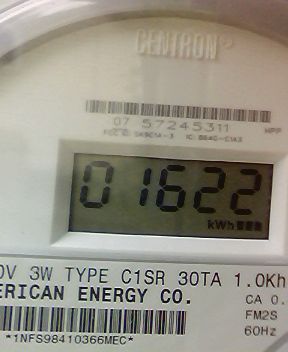 CENTRON®
07 57245311
HPP
01622
kWh
0V 3W TYPE C1SR 30TA 1.0Kh
ERICAN ENERGY CO.
CA 0.
FM2S
60Hz
*1NFS98410366MEC*